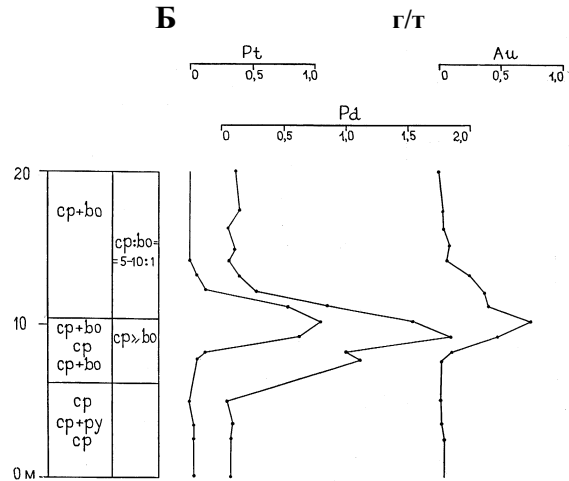 Б г/т
Pt Au
0 0,5 1,0 0 0,5 1,0
Pd
0 0,5 1,0 1,5 2,0
20
cp+bo
cp:bo=
=5-10:1
10
cp+bo cp⩾bo
cp
cp+bo
cp
cp+py
cp
0 м